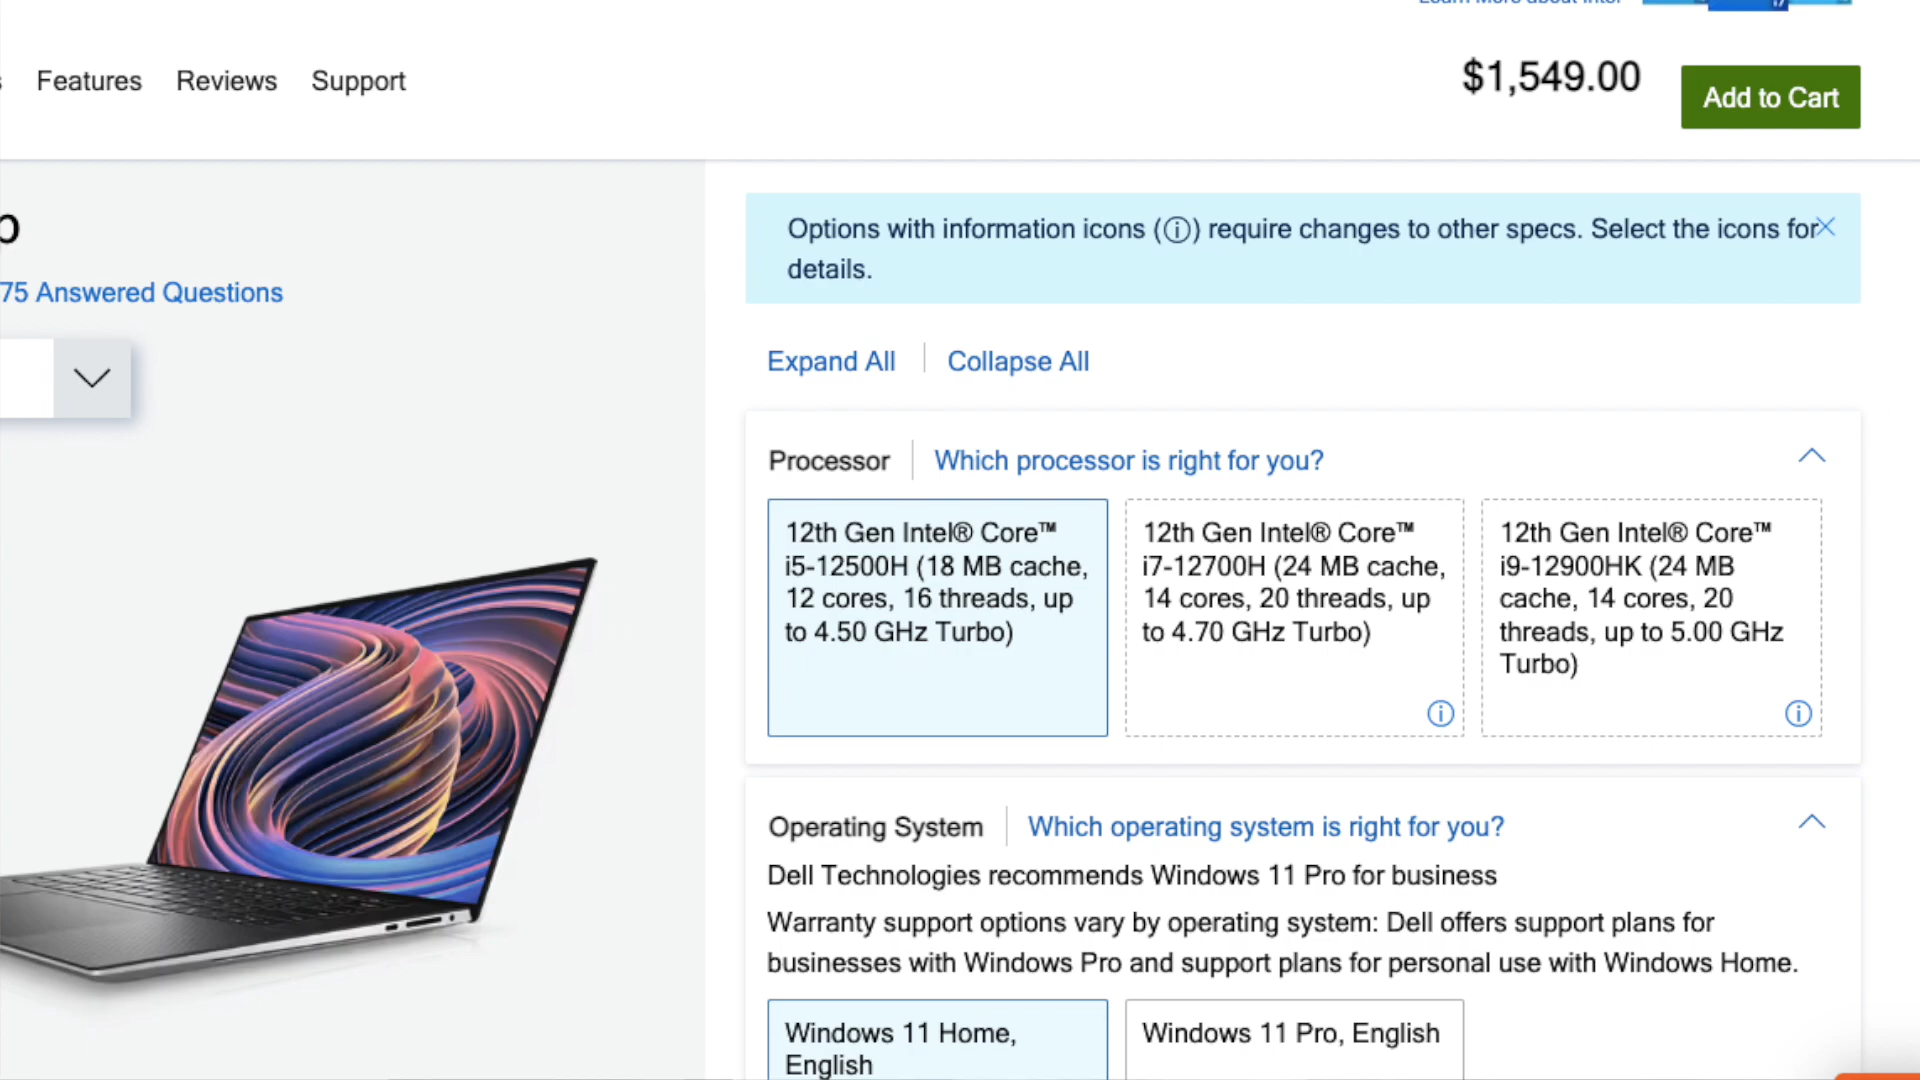 Learn More about Intel
Features Reviews Support
$1,549.00
Add to Cart
Options with information icons (ⓘ) require changes to other specs. Select the icons for
details.
75 Answered Questions
Expand All
Collapse All
Processor
Which processor is right for you?
12th Gen Intel® Core™
i5-12500H (18 MB cache,
12 cores, 16 threads, up
to 4.50 GHz Turbo)
12th Gen Intel® Core™
i7-12700H (24 MB cache,
14 cores, 20 threads, up
to 4.70 GHz Turbo)
12th Gen Intel® Core™
i9-12900HK (24 MB
cache, 14 cores, 20
threads, up to 5.00 GHz
Turbo)
Operating System
Which operating system is right for you?
Dell Technologies recommends Windows 11 Pro for business
Warranty support options vary by operating system: Dell offers support plans for
businesses with Windows Pro and support plans for personal use with Windows Home.
Windows 11 Home,
English
Windows 11 Pro, English